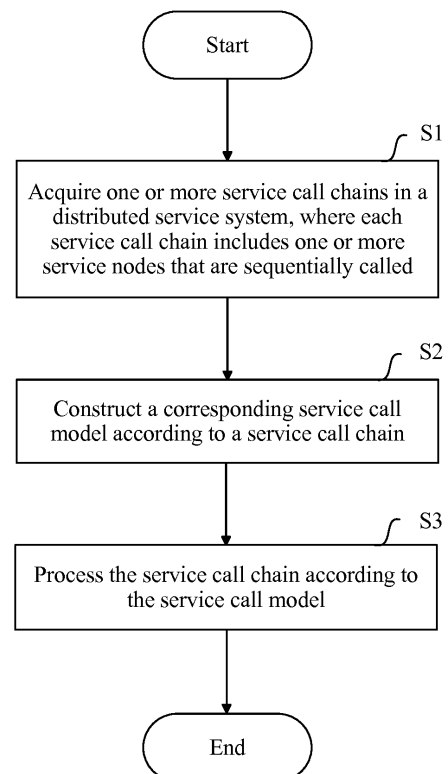 Start
S1
Acquire one or more service call chains in a
distributed service system, where each
service call chain includes one or more
service nodes that are sequentially called
S2
Construct a corresponding service call
model according to a service call chain
S3
Process the service call chain according to
the service call model
End